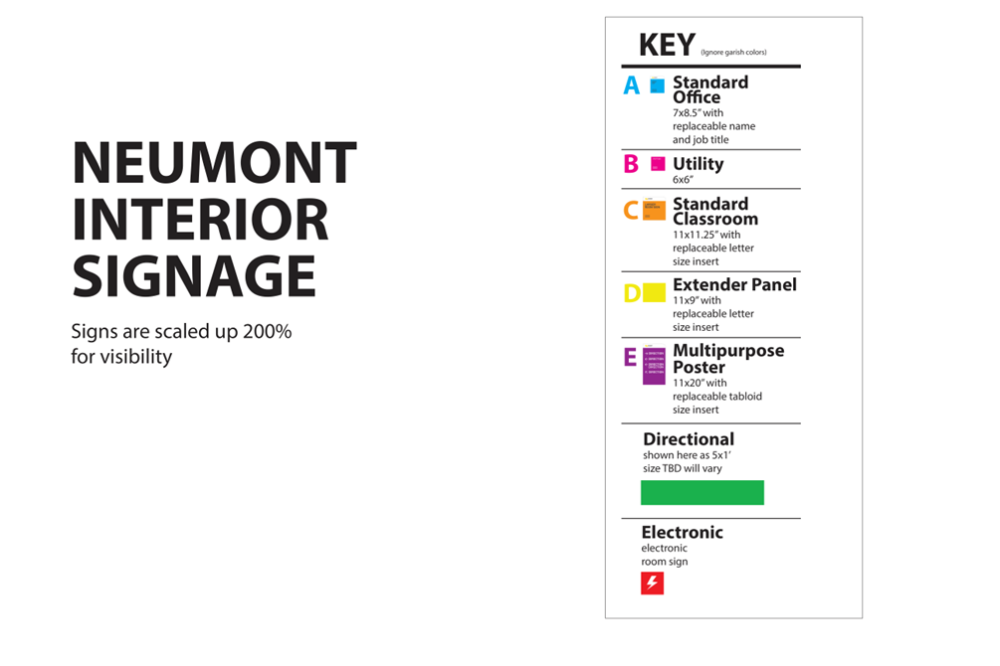 NEUMONT
INTERIOR
SIGNAGE
Signs are scaled up 200%
for visibility
KEY (Ignore garish colors)
A Standard
Office
7x8.5” with
replaceable name
and job title
B Utility
6x6”
C Standard
Classroom
11x11.25” with
replaceable letter
size insert
D Extender Panel
11x9” with
replaceable letter
size insert
E Multipurpose
Poster
11x20” with
replaceable tabloid
size insert
Directional
shown here as 5x1’
size TBD will vary
Electronic
electronic
room sign